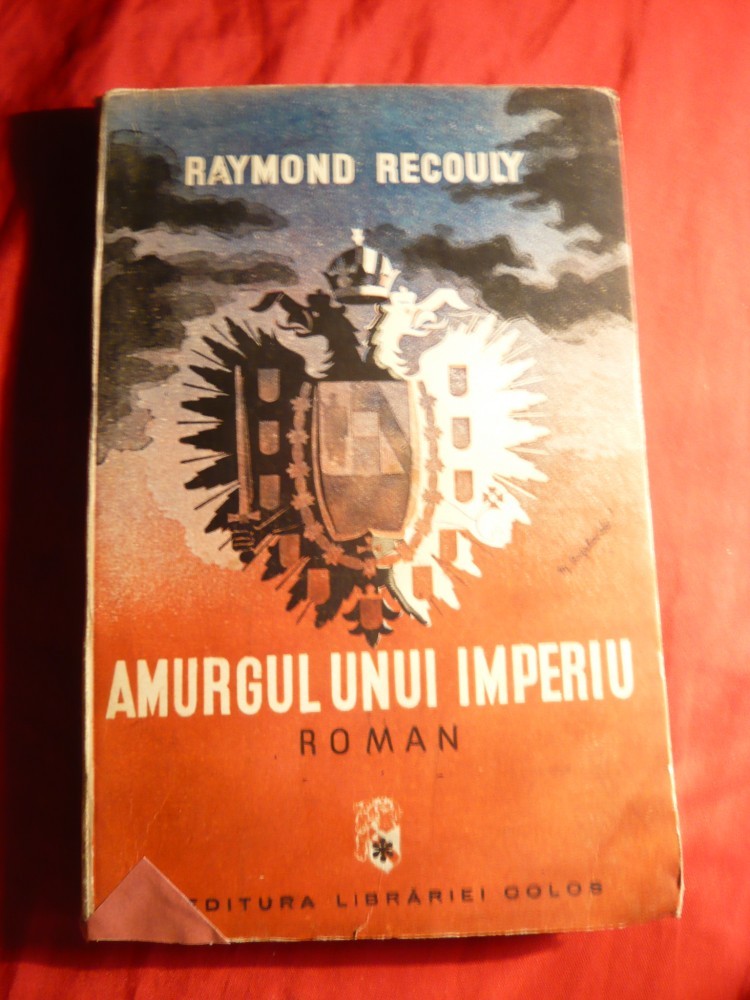 RAYMOND RECOULY
AMURGUL UNUI IMPERIU
ROMAN
EDITURA LIBRĂRIEI COLOS